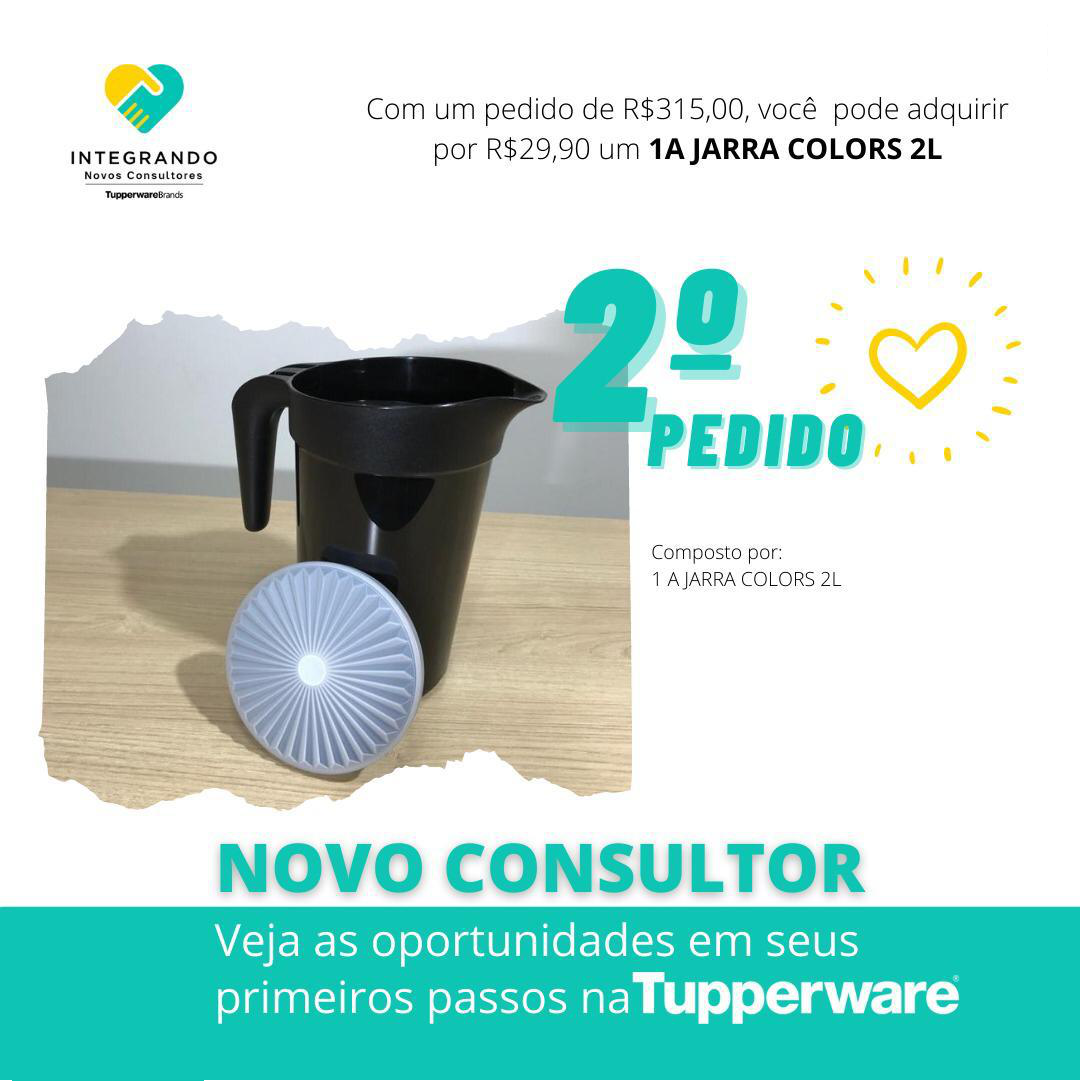 INTEGRANDO
Novos Consultores
TupperwareBrands
Com um pedido de R$315,00, você  pode adquirir
por R$29,90 um 1A JARRA COLORS 2L
2º
PEDIDO
Composto por:
1 A JARRA COLORS 2L
NOVO CONSULTOR
Veja as oportunidades em seus
primeiros passos na Tupperware®